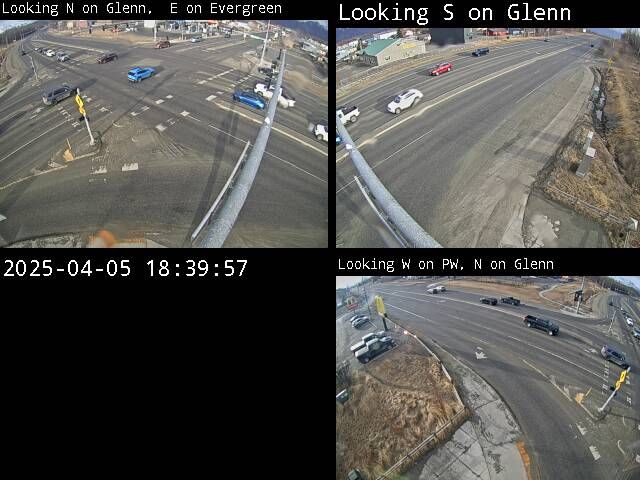 Looking N on Glenn,  E on Evergreen
Looking S on Glenn
2025-04-05 18:39:57
Looking W on PW, N on Glenn